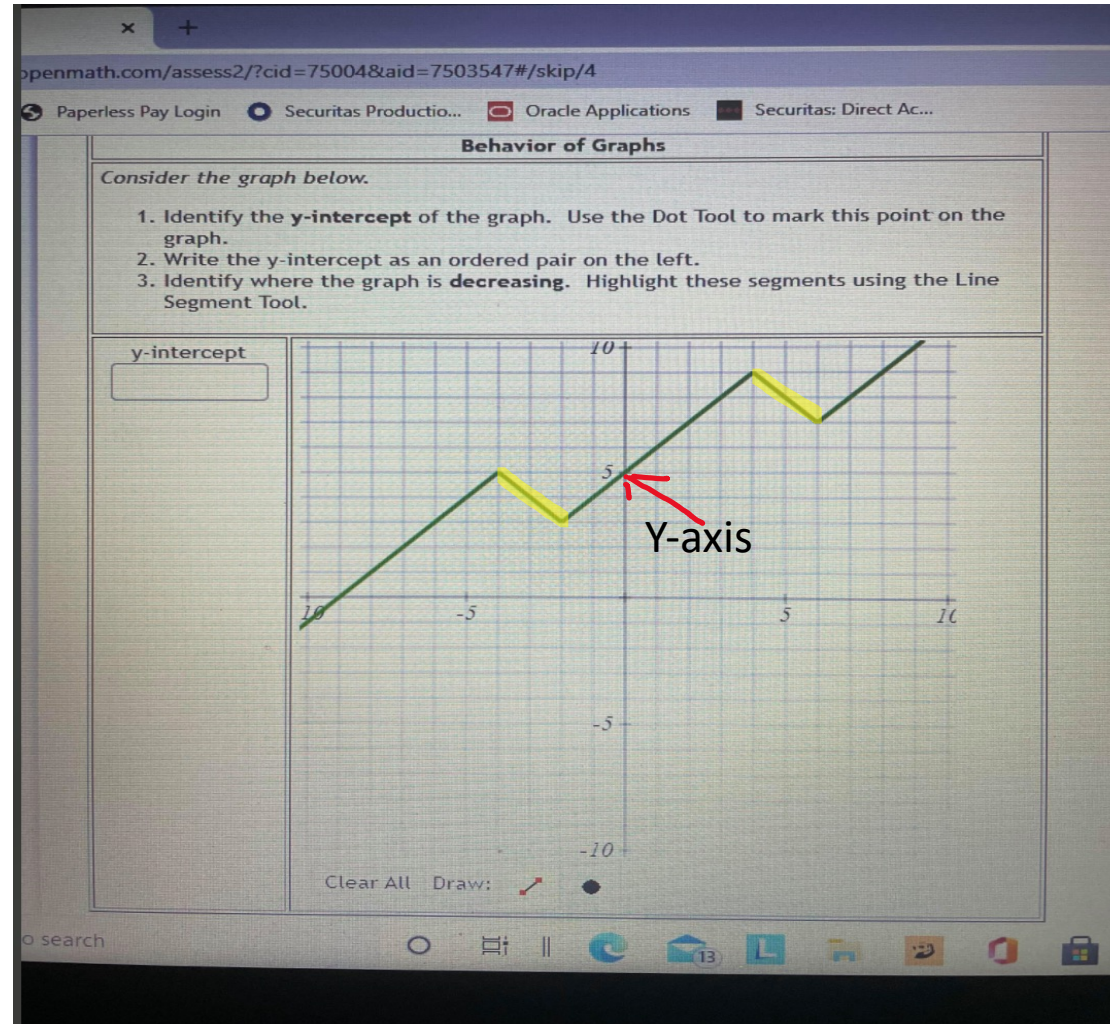 ×
+
openmath.com/assess2/?cid=75004&aid=7503547#/skip/4
Paperless Pay Login Securitas Productio... Oracle Applications Securitas: Direct Ac...
Behavior of Graphs
Consider the graph below.
1. Identify the y-intercept of the graph. Use the Dot Tool to mark this point on the
graph.
2. Write the y-intercept as an ordered pair on the left.
3. Identify where the graph is decreasing. Highlight these segments using the Line
Segment Tool.
y-intercept
10
5
Y-axis
10 -5 5 10
-5
-10
Clear All Draw:
o search
13
L